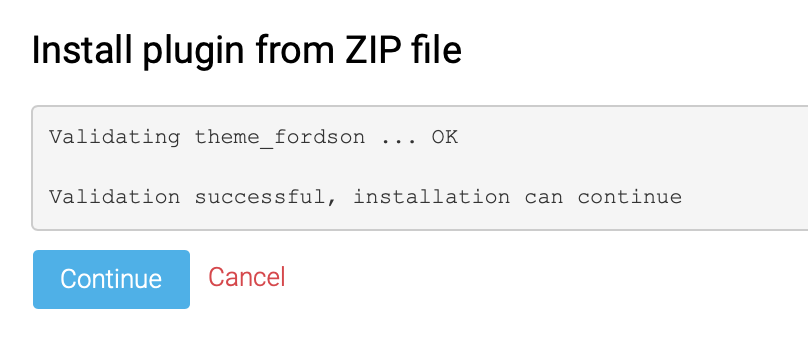 Install plugin from ZIP file
Validating theme_fordson ... OK
Validation successful, installation can continue
Continue
Cancel